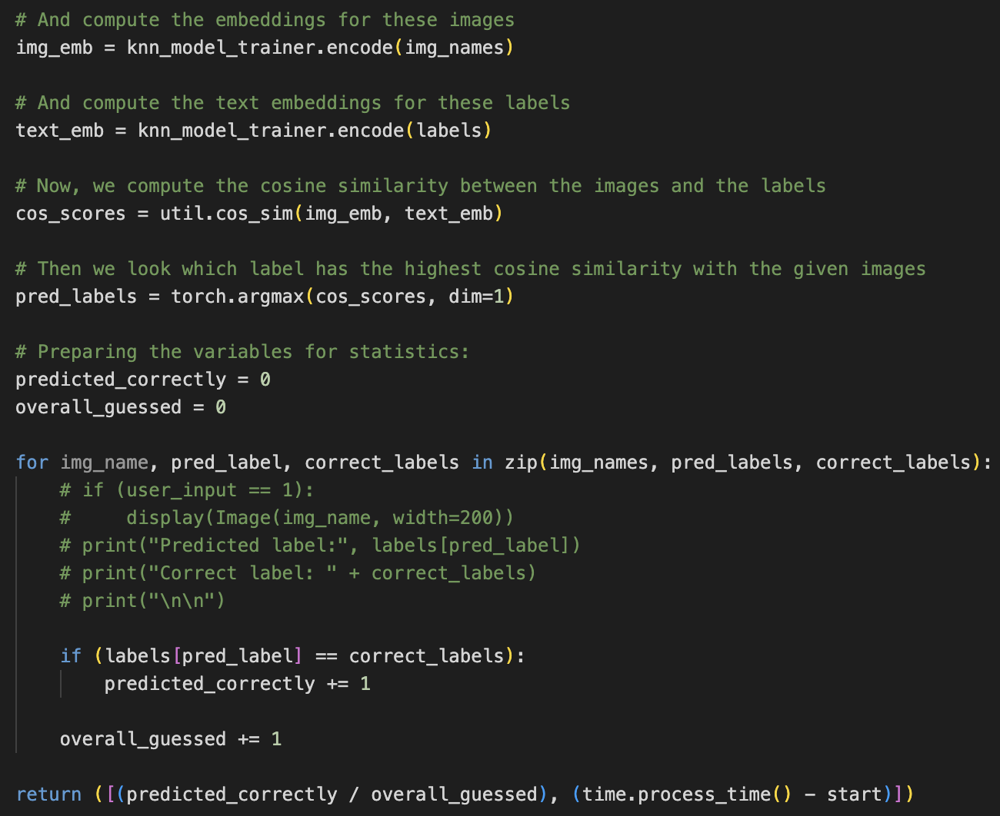 # And compute the embeddings for these images
img_emb = knn_model_trainer.encode(img_names)
# And compute the text embeddings for these labels
text_emb = knn_model_trainer.encode(labels)
# Now, we compute the cosine similarity between the images and the labels
cos_scores = util.cos_sim(img_emb, text_emb)
# Then we look which label has the highest cosine similarity with the given images
pred_labels = torch.argmax(cos_scores, dim=1)
# Preparing the variables for statistics:
predicted_correctly = 0
overall_guessed = 0
for img_name, pred_label, correct_labels in zip(img_names, pred_labels, correct_labels):
    # if (user_input == 1):
    #     display(Image(img_name, width=200))
    # print("Predicted label:", labels[pred_label])
    # print("Correct label: " + correct_labels)
    # print("\n\n")
    if (labels[pred_label] == correct_labels):
        predicted_correctly += 1
    overall_guessed += 1
return ([(predicted_correctly / overall_guessed), (time.process_time() - start)])